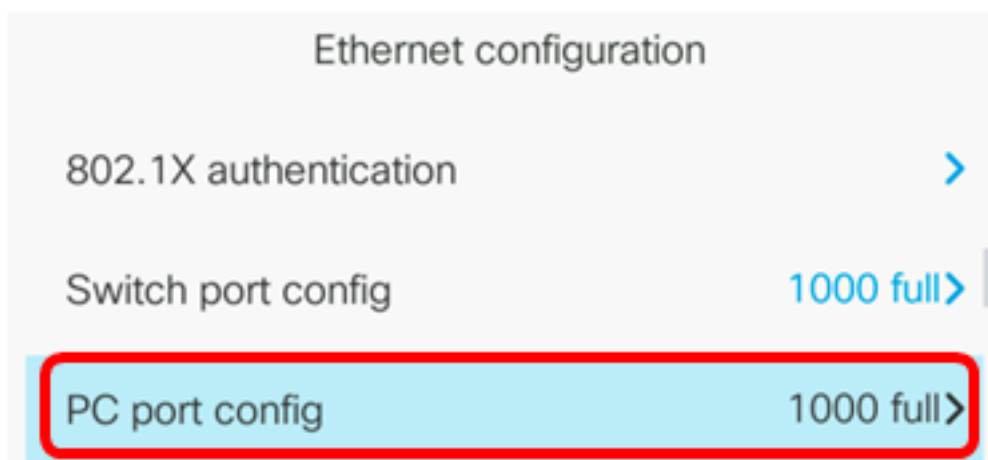 Ethernet configuration
802.1X authentication
Switch port config 1000 full
PC port config 1000 full